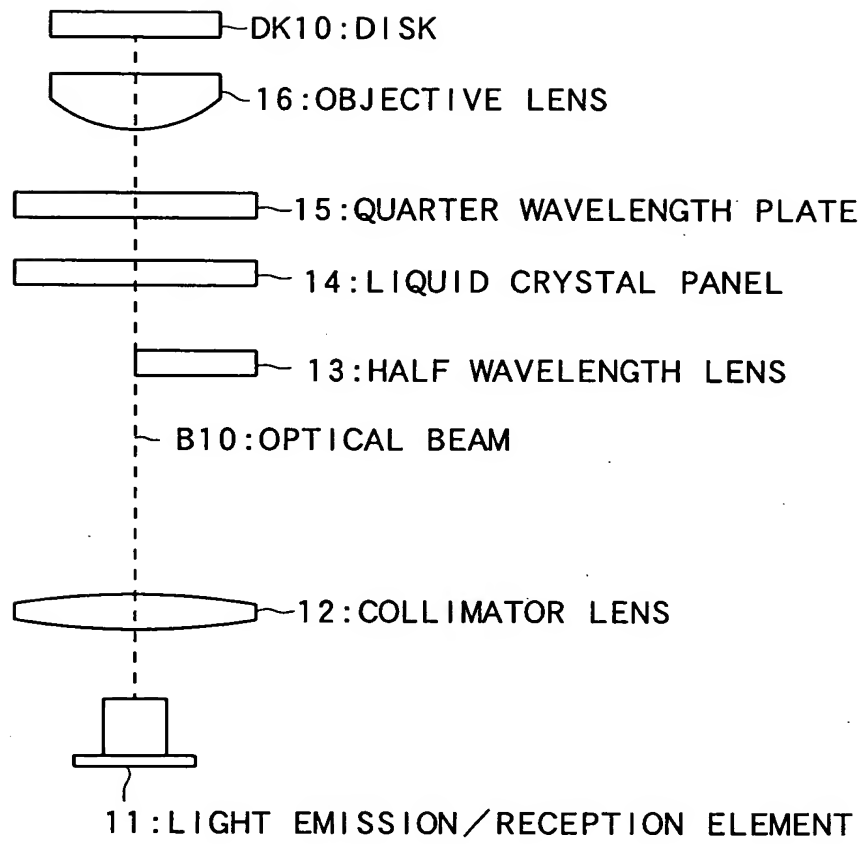 DK10:DISK
16:OBJECTIVE LENS
15:QUARTER WAVELENGTH PLATE
14:LIQUID CRYSTAL PANEL
13:HALF WAVELENGTH LENS
B10:OPTICAL BEAM
12:COLLIMATOR LENS
11:LIGHT EMISSION/RECEPTION ELEMENT